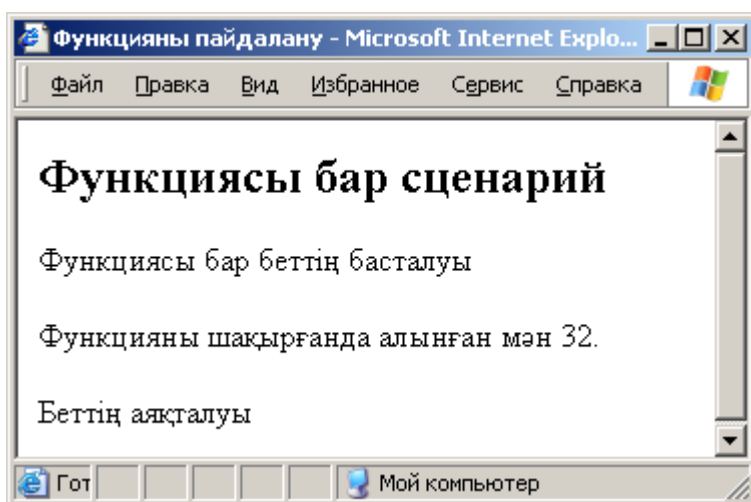 Функцияны пайдалану - Microsoft Internet Explo...
Файл Правка Вид Избранное Сервис Справка
Функциясы бар сценарий
Функциясы бар беттің басталуы
Функцияны шақырғанда алынған мән 32.
Беттің аяқталуы
Гот Мой компьютер